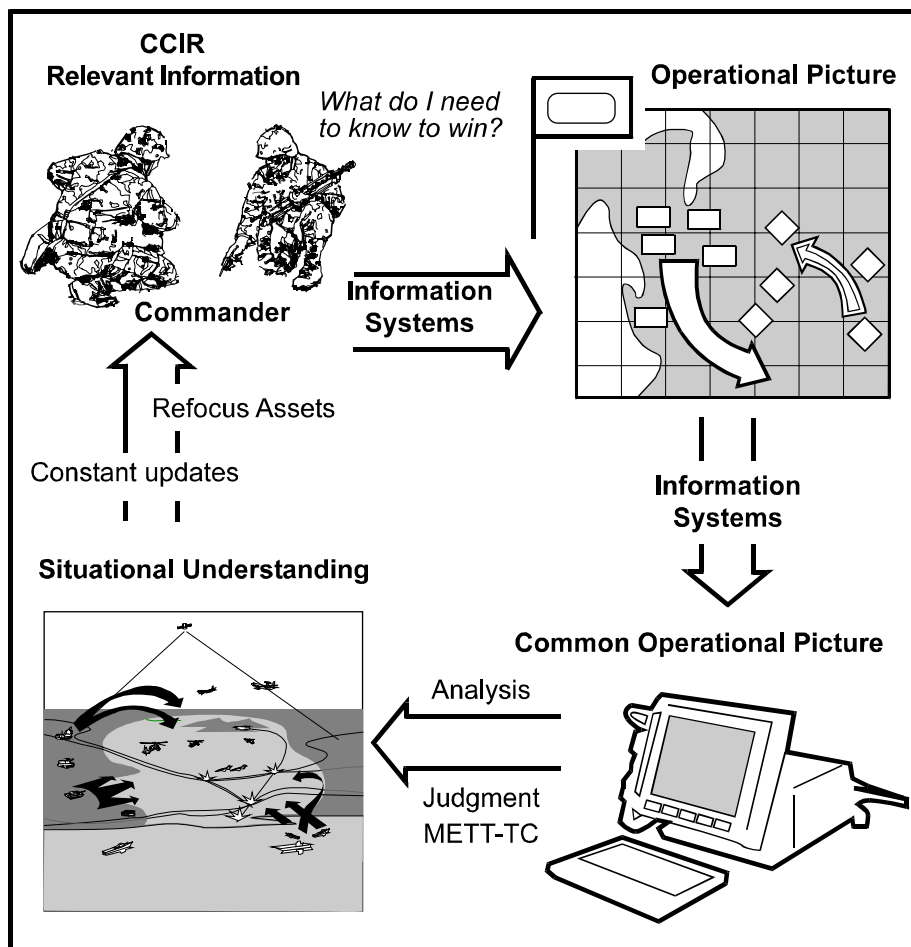 CCIR
Relevant Information
What do I need
to know to win?
Operational Picture
Commander
Information
Systems
Refocus Assets
Constant updates
Information
Systems
Situational Understanding
Common Operational Picture
Analysis
Judgment
METT-TC